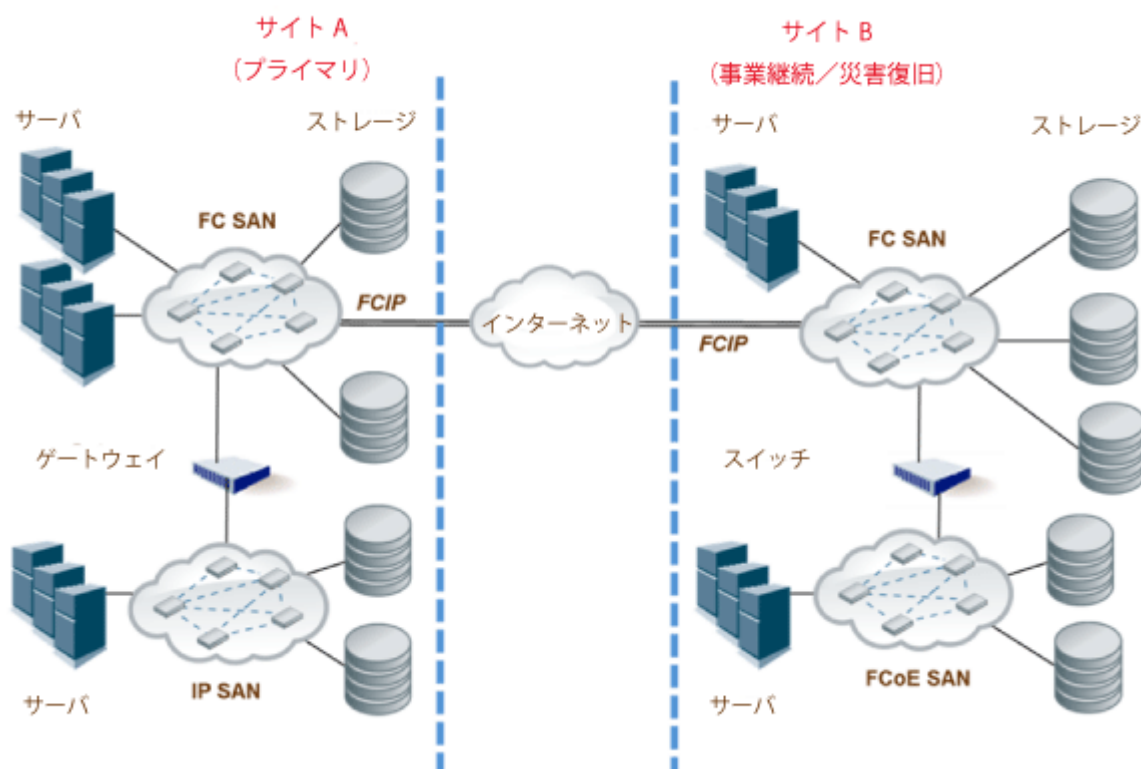 サイト A
(プライマリ)
サイト B
(事業継続／災害復旧)
サーバ
ストレージ
サーバ
ストレージ
FC SAN
FC SAN
FCIP
インターネット
FCIP
ゲートウェイ
スイッチ
サーバ
IP SAN
サーバ
FCoE SAN